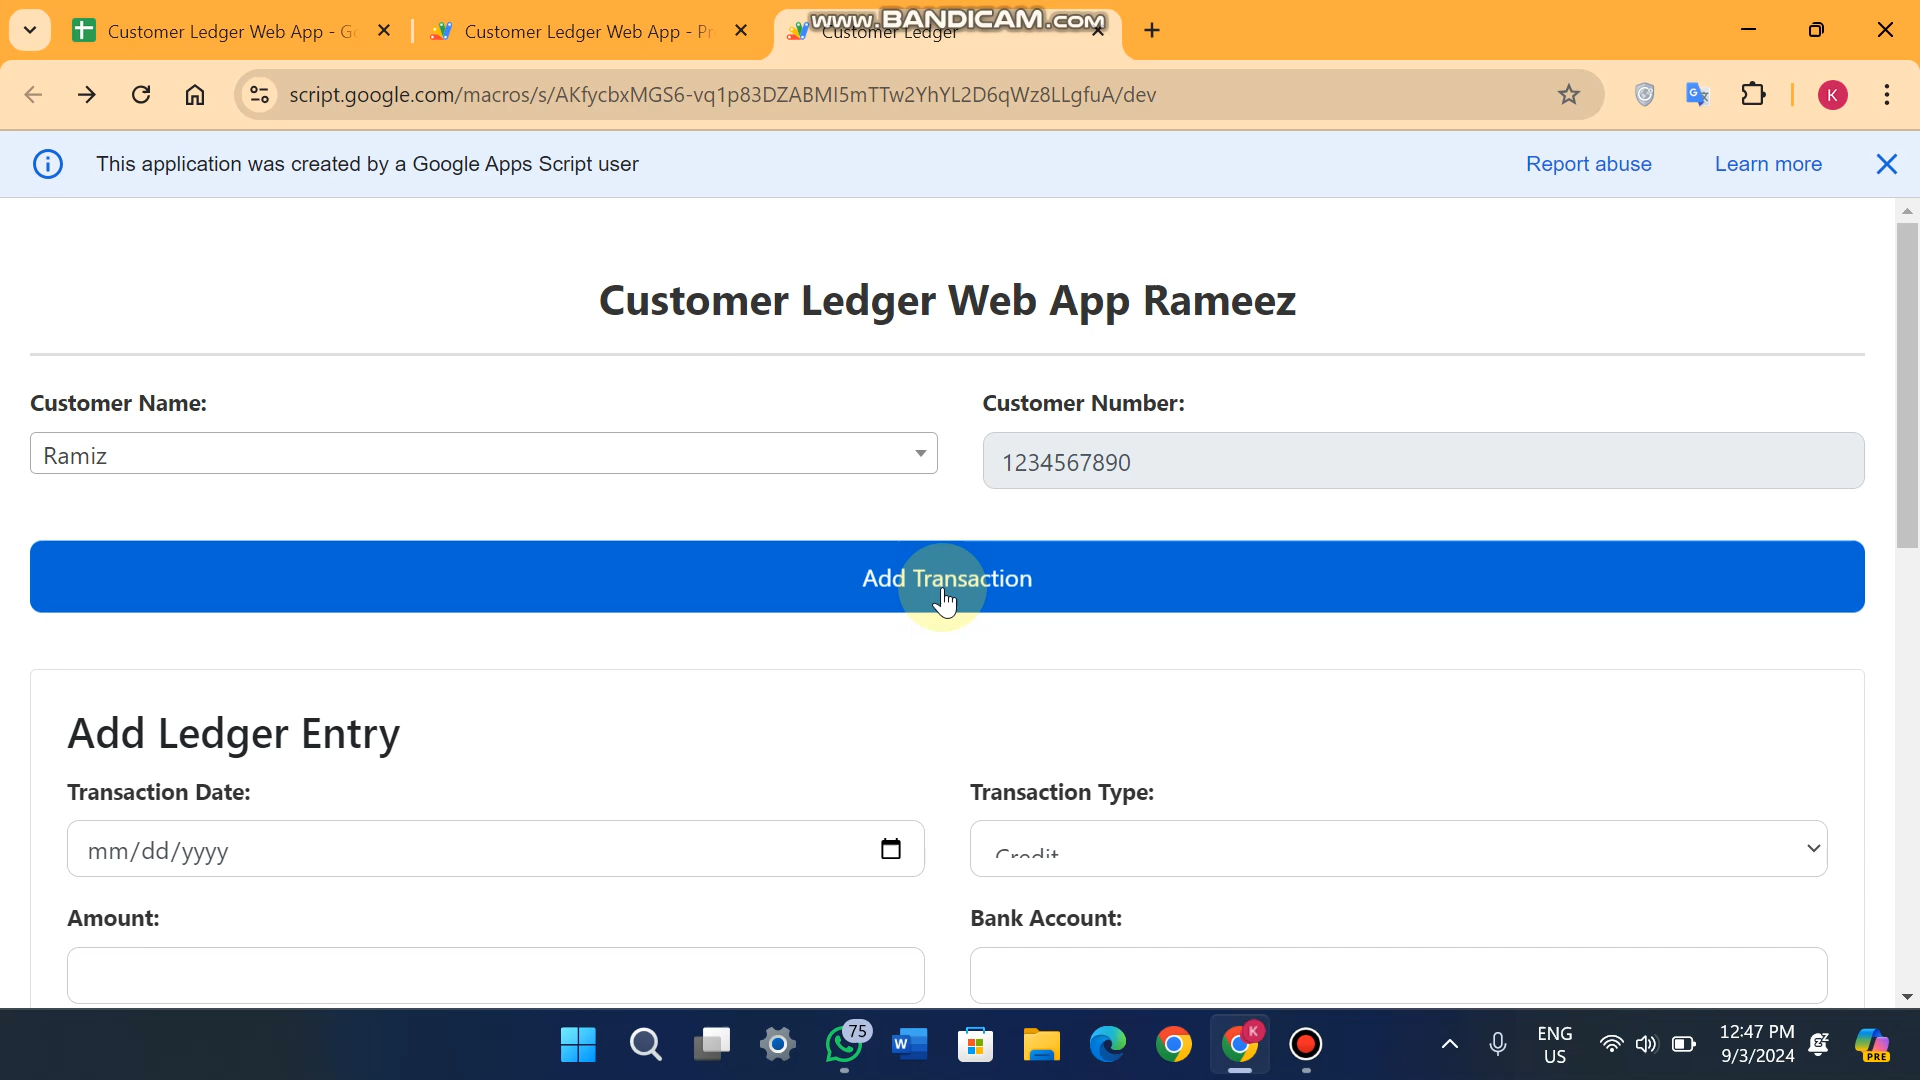 Customer Ledger Web App - G
Customer Ledger Web App - Pr
Customer Ledger
www.BANDICAM.com
script.google.com/macros/s/AKfycbxMGS6-vq1p83DZABMI5mTTw2YhYL2D6qWz8LLgfuA/dev
K
This application was created by a Google Apps Script user
Report abuse
Learn more
Customer Ledger Web App Rameez
Customer Name:
Customer Number:
Ramiz
1234567890
Add Transaction
Add Ledger Entry
Transaction Date:
Transaction Type:
mm/dd/yyyy
Credit
Amount:
Bank Account:
75
W
K
ENG
US
12:47 PM
9/3/2024
PRE